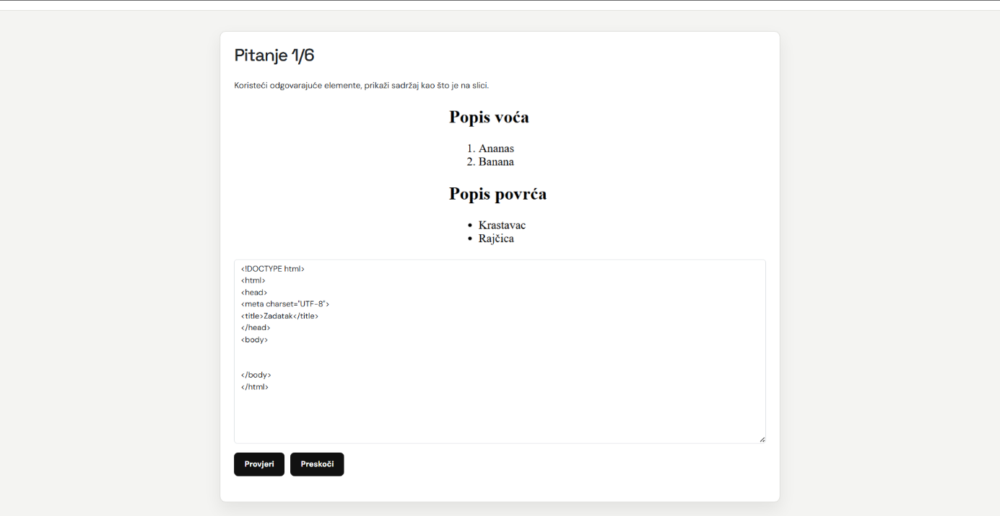 Pitanje 1/6
Koristeći odgovarajuće elemente, prikaži sadržaj kao što je na slici.
Popis voća
1. Ananas
2. Banana
Popis povrća
• Krastavac
• Rajčica
<!DOCTYPE html>
<html>
<head>
<meta charset="UTF-8">
<title>Zadatak</title>
</head>
<body>
</body>
</html>
Provjeri Preskoči